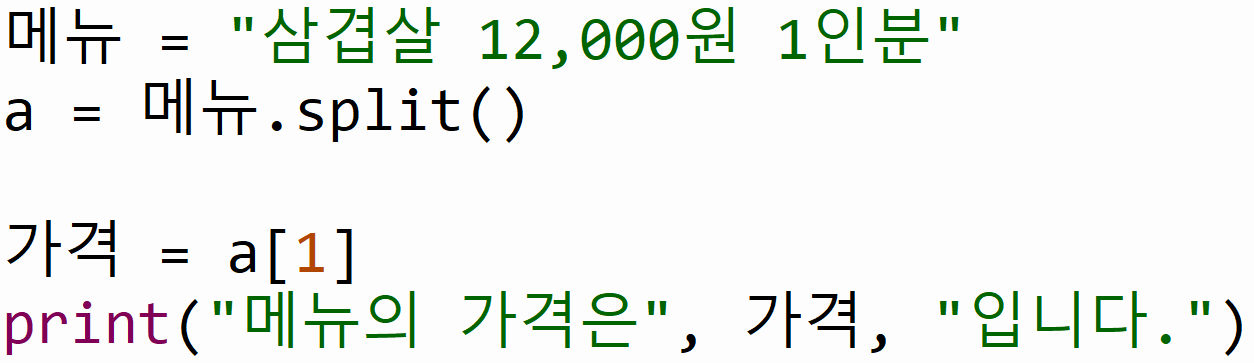 메뉴 = "삼겹살 12,000원 1인분"
a = 메뉴.split()
가격 = a[1]
print("메뉴의 가격은", 가격, "입니다.")